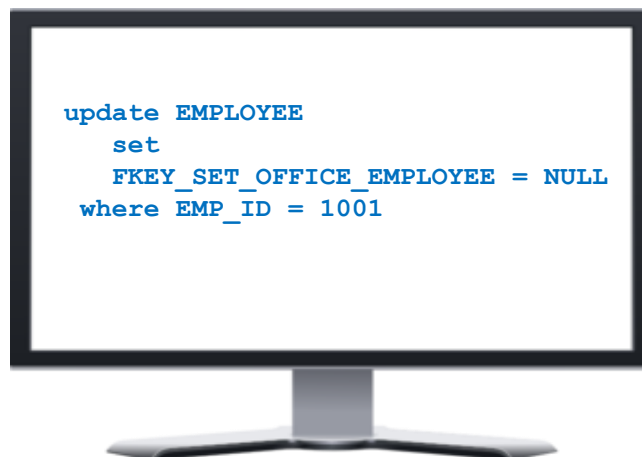 update EMPLOYEE
set
FKEY_SET_OFFICE_EMPLOYEE = NULL
where EMP_ID = 1001